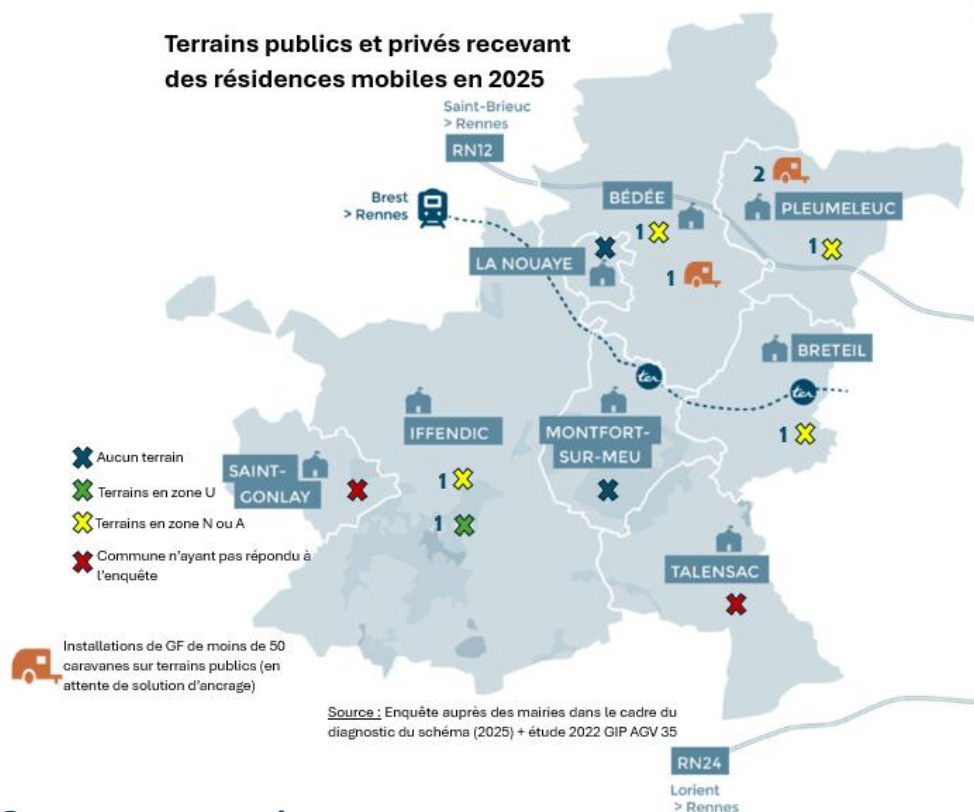 Terrains publics et privés recevant
des résidences mobiles en 2025
Saint-Brieuc
> Rennes
RN12
Brest
> Rennes
2
BÉDÉE
PLEUMELEUC
1
1
LA NOUAYE
1
BRETEIL
ter
ter
IFFENDIC
MONTFORT-
SUR-MEU
1
Aucun terrain
SAINT-
GONLAY
1
Terrains en zone U
Terrains en zone N ou A
1
Commune n'ayant pas répondu à
l'enquête
TALENSAC
Installations de GF de moins de 50
caravanes sur terrains publics (en
attente de solution d'ancrage)
Source : Enquête auprès des mairies dans le cadre du
diagnostic du schéma (2025) + étude 2022 GIP AGV 35
RN24
Lorient
> Rennes